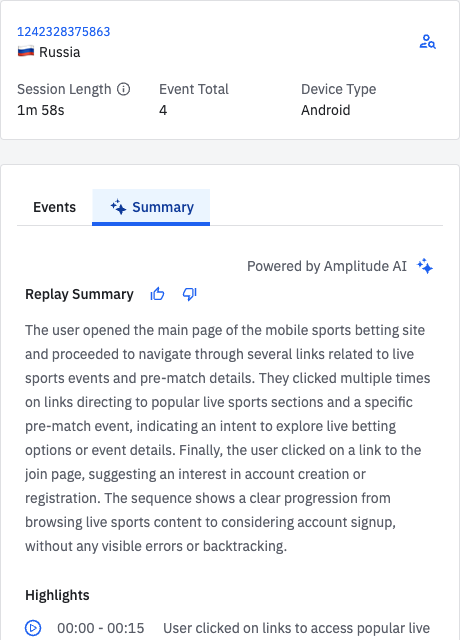 1242328375863
Russia
Session Length Event Total Device Type
1m 58s 4 Android
Events Summary
Powered by Amplitude AI
Replay Summary
The user opened the main page of the mobile sports betting site
and proceeded to navigate through several links related to live
sports events and pre-match details. They clicked multiple times
on links directing to popular live sports sections and a specific
pre-match event, indicating an intent to explore live betting
options or event details. Finally, the user clicked on a link to the
join page, suggesting an interest in account creation or
registration. The sequence shows a clear progression from
browsing live sports content to considering account signup,
without any visible errors or backtracking.
Highlights
00:00 - 00:15 User clicked on links to access popular live